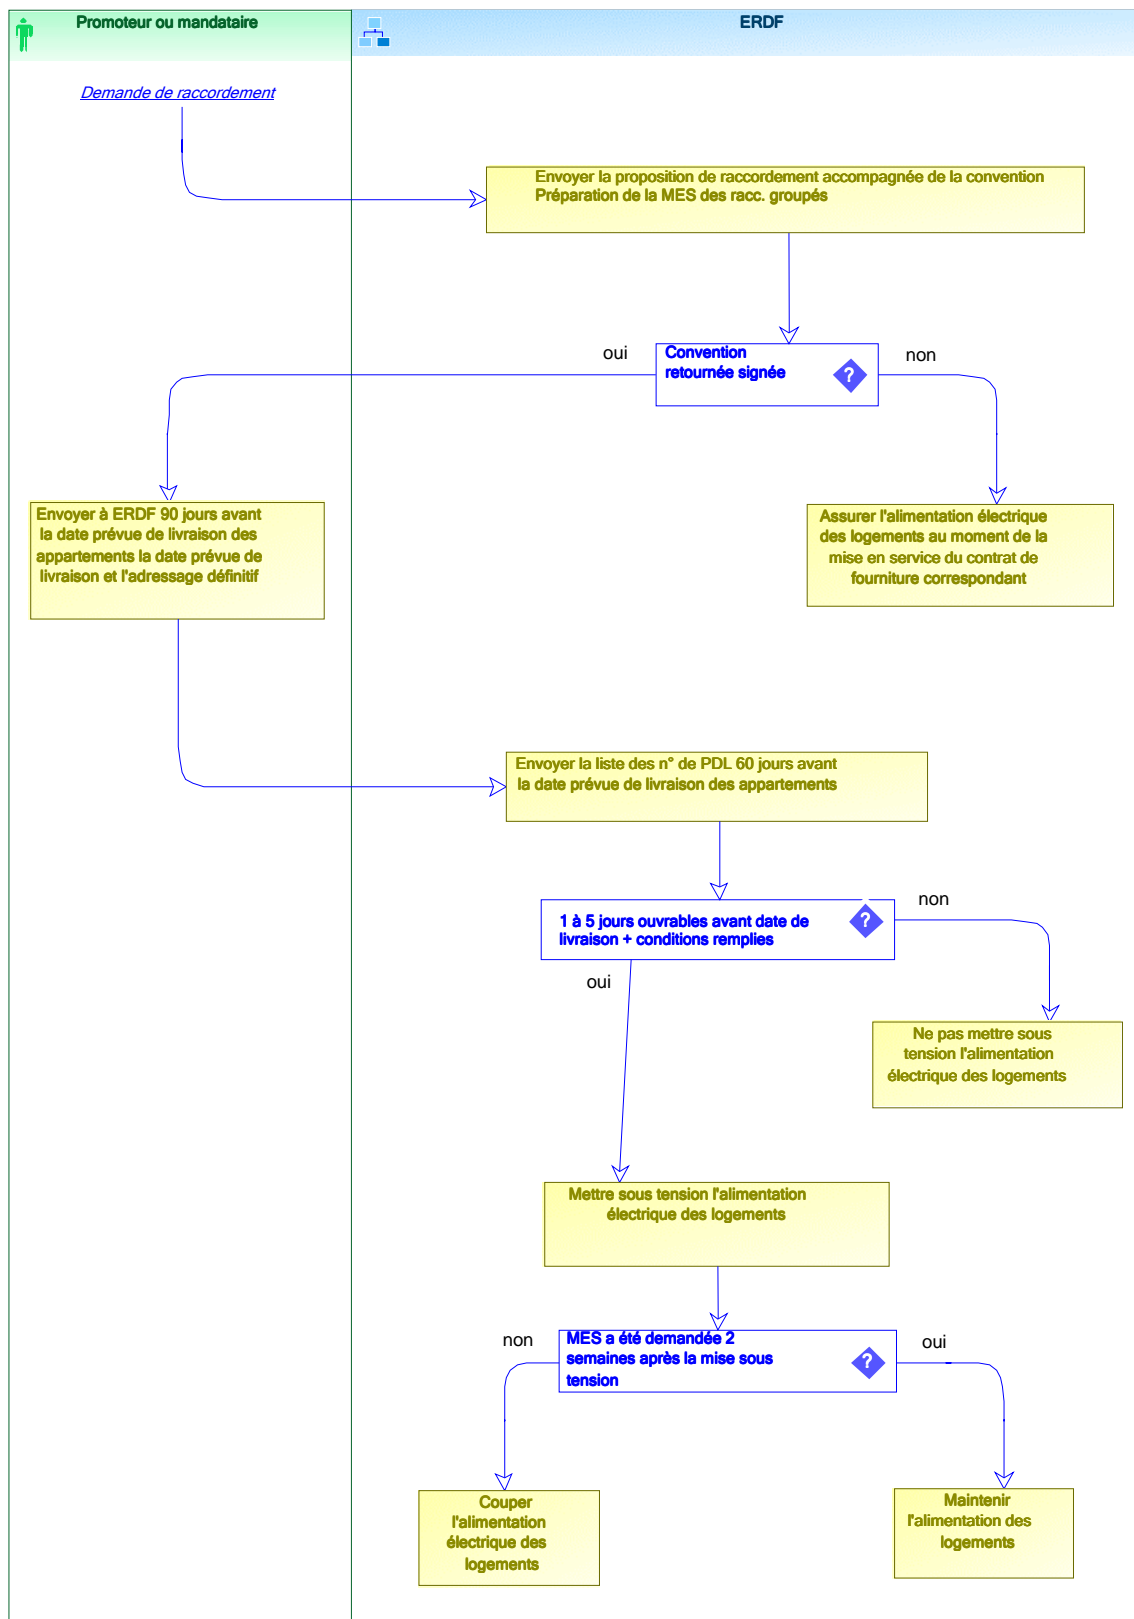 Promoteur ou mandataire
ERDF
Demande de raccordement
Envoyer la proposition de raccordement accompagnée de la convention
Préparation de la MES des racc. groupés
oui
Convention
retournée signée
?
non
Envoyer à ERDF 90 jours avant
la date prévue de livraison des
appartements la date prévue de
livraison et l'adressage définitif
Assurer l'alimentation électrique
des logements au moment de la
mise en service du contrat de
fourniture correspondant
Envoyer la liste des n° de PDL 60 jours avant
la date prévue de livraison des appartements
1 à 5 jours ouvrables avant date de
livraison + conditions remplies
?
non
oui
Ne pas mettre sous
tension l'alimentation
électrique des logements
Mettre sous tension l'alimentation
électrique des logements
non
MES a été demandée 2
semaines après la mise sous
tension
?
oui
Couper
l'alimentation
électrique des
logements
Maintenir
l'alimentation des
logements